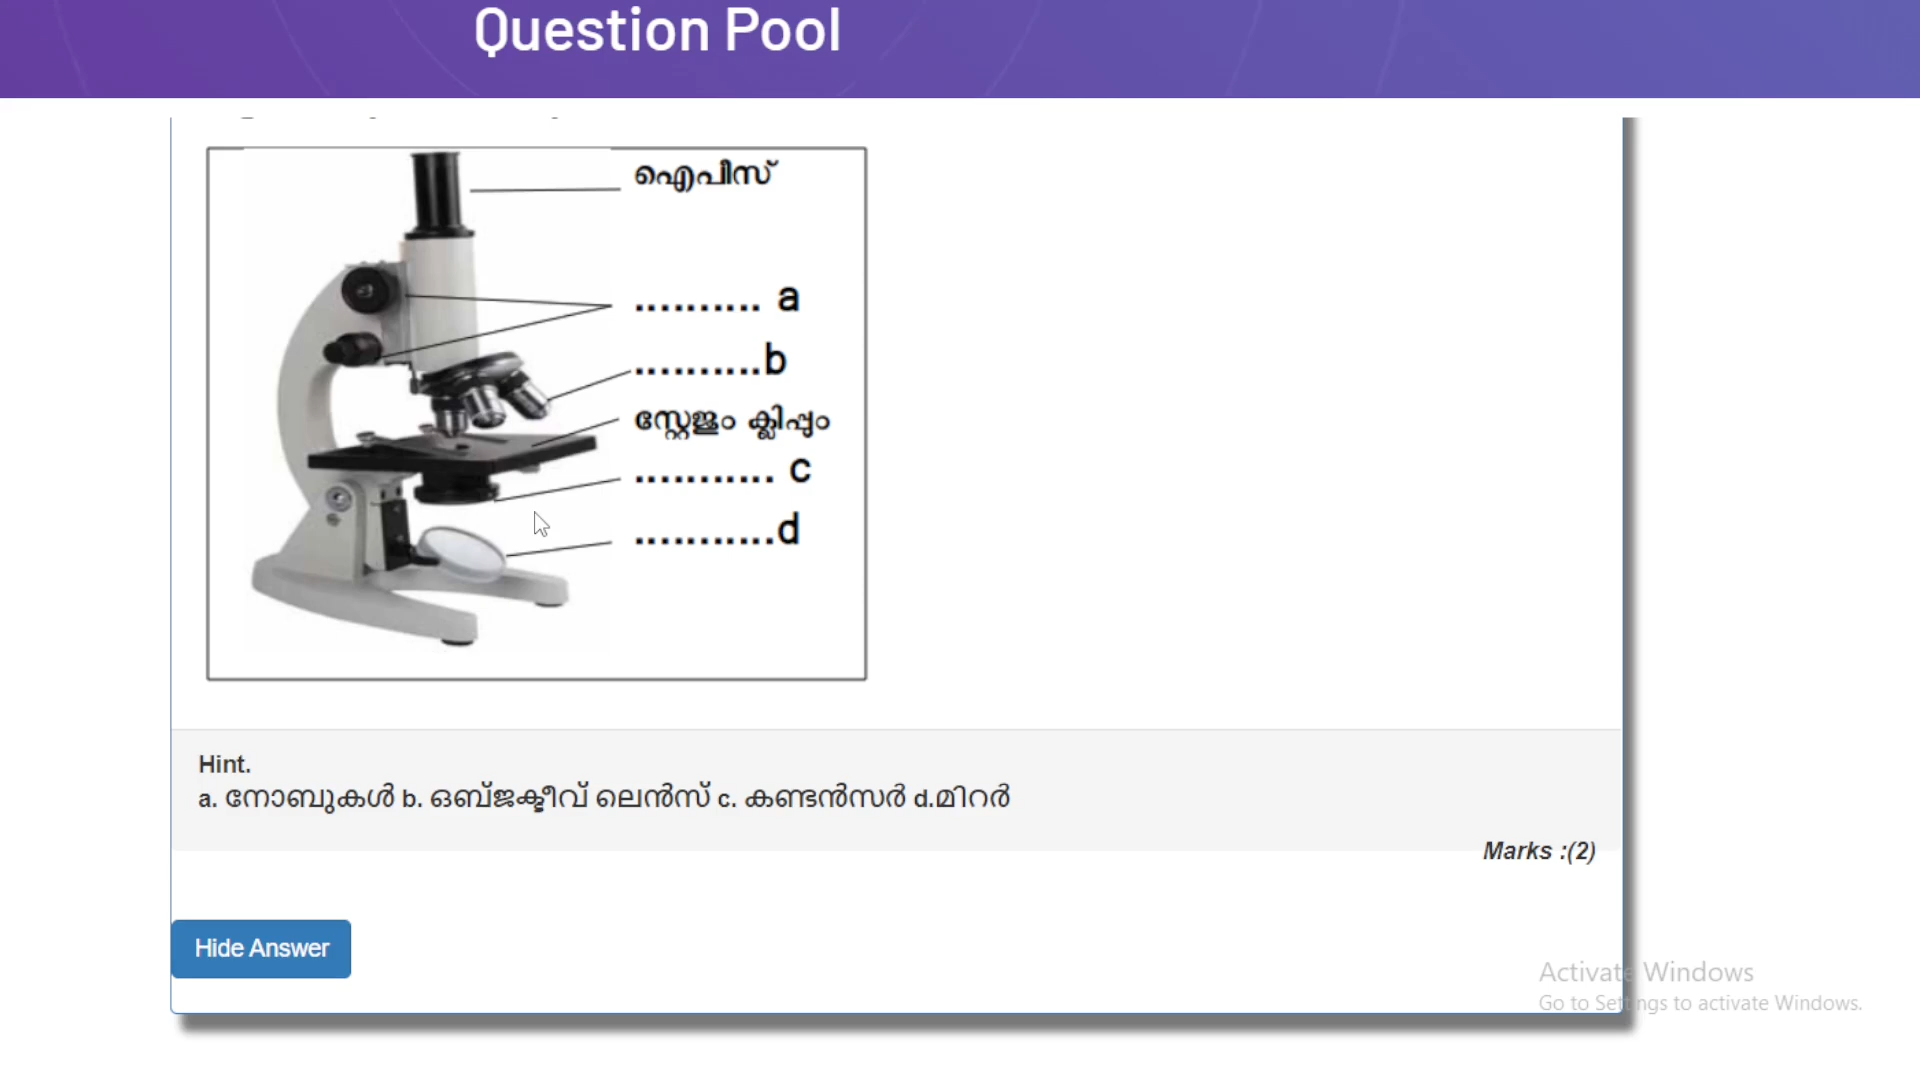 Question Pool
ഐപീസ്
.......... a
..........b
സ്റ്റേജും ക്ലിപ്പും
........... c
...........d
Hint.
a. നോബുകൾ b. ഒബ്ജക്ടീവ് ലെൻസ് c. കണ്ടൻസർ d.മിറർ
Marks :(2)
Hide Answer
Activate Windows
Go to Settings to activate Windows.